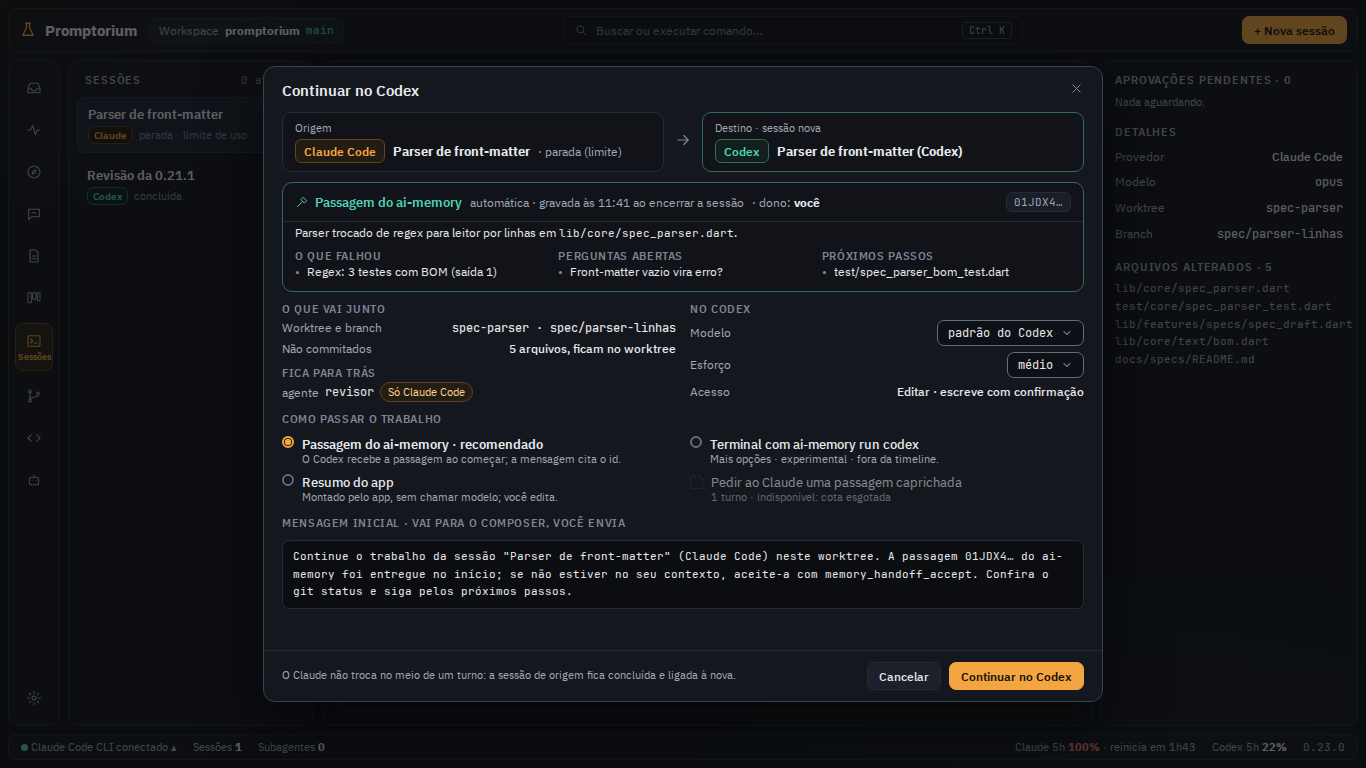 Promptorium
Workspace promptorium main
Buscar ou executar comando...
Ctrl K
+ Nova sessão
SESSÕES
0
Parser de front-matter
Claude parada · limite de uso
Revisão da 0.21.1
Codex concluída
Sessões
Continuar no Codex
Origem
Claude Code Parser de front-matter · parada (limite)
→
Destino · sessão nova
Codex Parser de front-matter (Codex)
Passagem do ai-memory automática · gravada às 11:41 ao encerrar a sessão · dono: você
01JDX4…
Parser trocado de regex para leitor por linhas em lib/core/spec_parser.dart.
O QUE FALHOU
• Regex: 3 testes com BOM (saída 1)
PERGUNTAS ABERTAS
• Front-matter vazio vira erro?
PRÓXIMOS PASSOS
• test/spec_parser_bom_test.dart
O QUE VAI JUNTO
Worktree e branch spec-parser · spec/parser-linhas
Não commitados 5 arquivos, ficam no worktree
FICA PARA TRÁS
agente revisor Só Claude Code
NO CODEX
Modelo padrão do Codex
Esforço médio
Acesso Editar · escreve com confirmação
COMO PASSAR O TRABALHO
Passagem do ai-memory · recomendado
O Codex recebe a passagem ao começar; a mensagem cita o id.
Terminal com ai-memory run codex
Mais opções · experimental · fora da timeline.
Resumo do app
Montado pelo app, sem chamar modelo; você edita.
Pedir ao Claude uma passagem caprichada
1 turno · indisponível: cota esgotada
MENSAGEM INICIAL · VAI PARA O COMPOSER, VOCÊ ENVIA
Continue o trabalho da sessão "Parser de front-matter" (Claude Code) neste worktree. A passagem 01JDX4… do ai-
memory foi entregue no início; se não estiver no seu contexto, aceite-a com memory_handoff_accept. Confira o
git status e siga pelos próximos passos.
O Claude não troca no meio de um turno: a sessão de origem fica concluída e ligada à nova.
Cancelar
Continuar no Codex
APROVAÇÕES PENDENTES · 0
Nada aguardando.
DETALHES
Provedor Claude Code
Modelo opus
Worktree spec-parser
Branch spec/parser-linhas
ARQUIVOS ALTERADOS · 5
lib/core/spec_parser.dart
test/core/spec_parser_test.dart
lib/features/specs/spec_draft.dart
lib/core/text/bom.dart
docs/specs/README.md
Claude Code CLI conectado ▴ Sessões 1 Subagentes 0
Claude 5h 100% · reinicia em 1h43 Codex 5h 22% 0.23.0